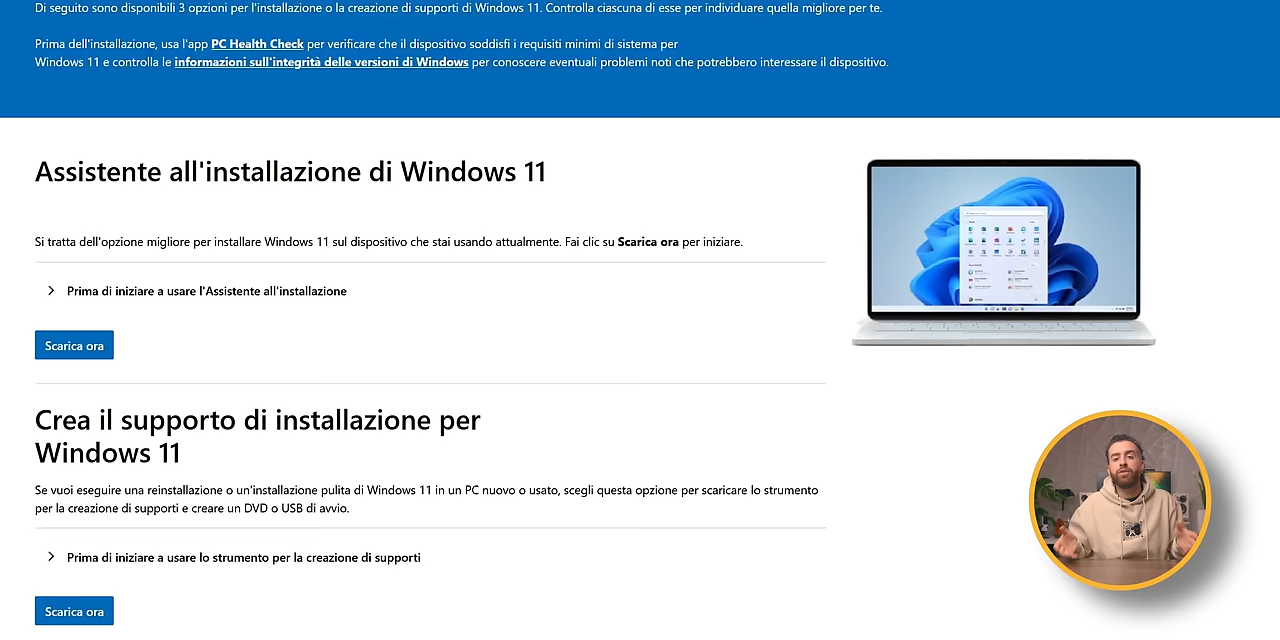 Di seguito sono disponibili 3 opzioni per l'installazione o la creazione di supporti di Windows 11. Controlla ciascuna di esse per individuare quella migliore per te.
Prima dell'installazione, usa l'app PC Health Check per verificare che il dispositivo soddisfi i requisiti minimi di sistema per
Windows 11 e controlla le informazioni sull'integrità delle versioni di Windows per conoscere eventuali problemi noti che potrebbero interessare il dispositivo.
Assistente all'installazione di Windows 11
Si tratta dell'opzione migliore per installare Windows 11 sul dispositivo che stai usando attualmente. Fai clic su Scarica ora per iniziare.
Prima di iniziare a usare l'Assistente all'installazione
Scarica ora
Crea il supporto di installazione per
Windows 11
Se vuoi eseguire una reinstallazione o un'installazione pulita di Windows 11 in un PC nuovo o usato, scegli questa opzione per scaricare lo strumento
per la creazione di supporti e creare un DVD o USB di avvio.
Prima di iniziare a usare lo strumento per la creazione di supporti
Scarica ora